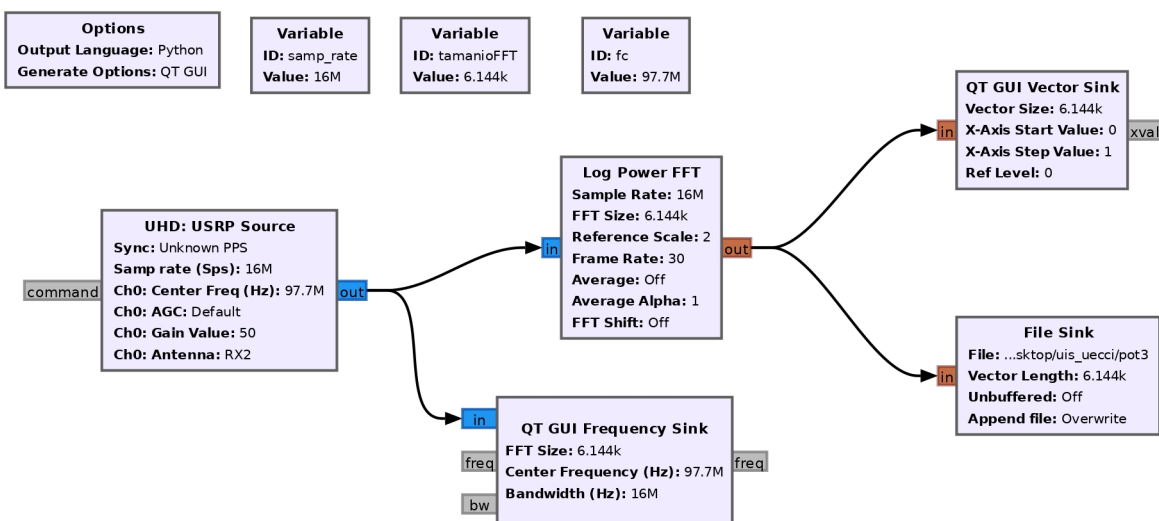 Options
Output Language: Python
Generate Options: QT GUI
Variable
ID: samp_rate
Value: 16M
Variable
ID: tamanioFFT
Value: 6.144k
Variable
ID: fc
Value: 97.7M
QT GUI Vector Sink
Vector Size: 6.144k
X-Axis Start Value: 0
X-Axis Step Value: 1
Ref Level: 0
in
xval
Log Power FFT
Sample Rate: 16M
FFT Size: 6.144k
Reference Scale: 2
Frame Rate: 30
Average: Off
Average Alpha: 1
FFT Shift: Off
in
out
UHD: USRP Source
Sync: Unknown PPS
Samp rate (Sps): 16M
Ch0: Center Freq (Hz): 97.7M
Ch0: AGC: Default
Ch0: Gain Value: 50
Ch0: Antenna: RX2
command
out
File Sink
File: ...sktop/uis_uecci/pot3
Vector Length: 6.144k
Unbuffered: Off
Append file: Overwrite
in
QT GUI Frequency Sink
FFT Size: 6.144k
Center Frequency (Hz): 97.7M
Bandwidth (Hz): 16M
in
freq
bw
freq